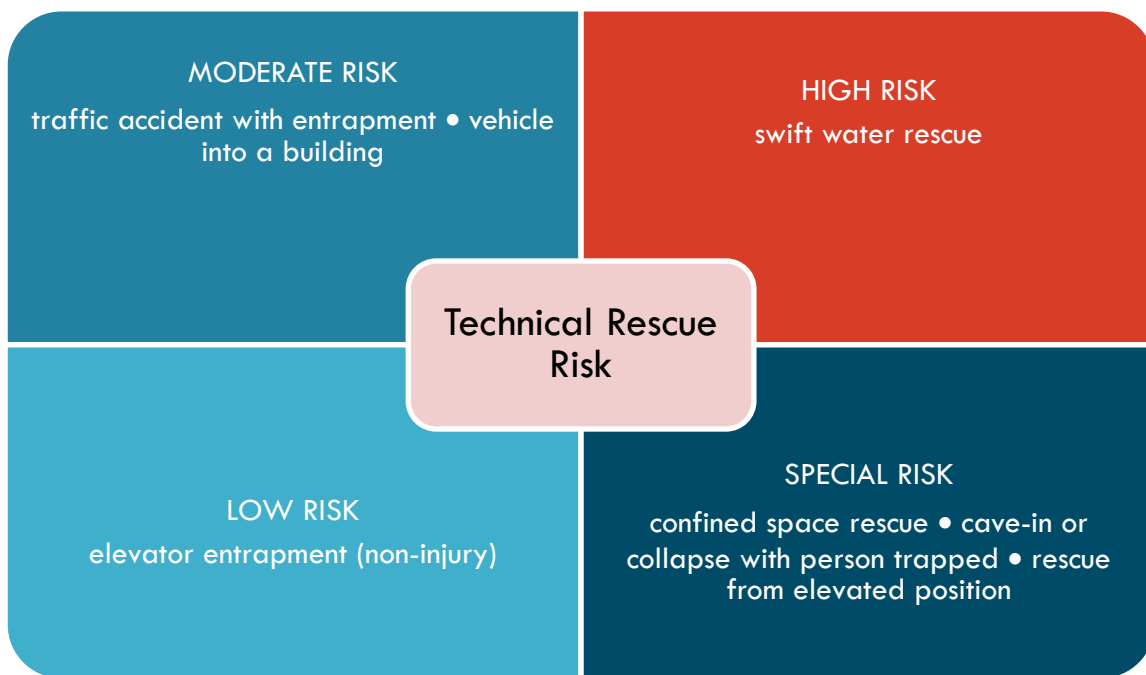 MODERATE RISK
traffic accident with entrapment • vehicle
into a building
HIGH RISK
swift water rescue
Technical Rescue
Risk
LOW RISK
elevator entrapment (non-injury)
SPECIAL RISK
confined space rescue • cave-in or
collapse with person trapped • rescue
from elevated position